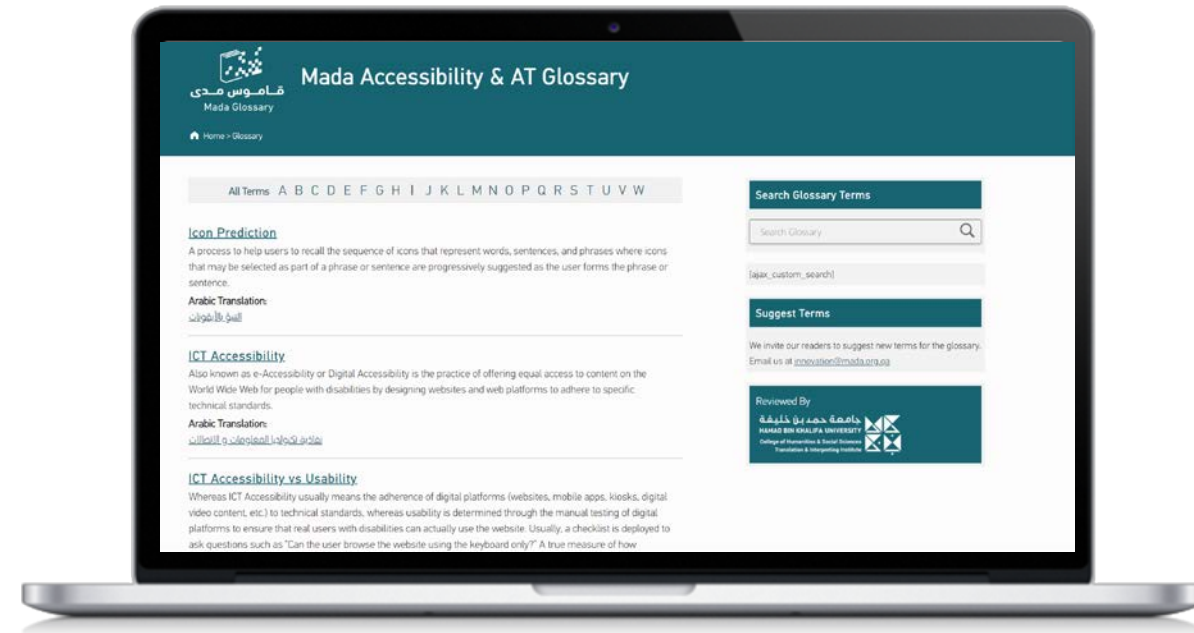 قاموس مدى
Mada Glossary
Mada Accessibility & AT Glossary
Home > Glossary
All Terms A B C D E F G H I J K L M N O P Q R S T U V W
Icon Prediction
A process to help users to recall the sequence of icons that represent words, sentences, and phrases where icons
that may be selected as part of a phrase or sentence are progressively suggested as the user forms the phrase or
sentence.
Arabic Translation:
ICT Accessibility
Also known as e-Accessibility or Digital Accessibility is the practice of offering equal access to content on the
World Wide Web for people with disabilities by designing websites and web platforms to adhere to specific
technical standards.
Arabic Translation:
نفاذية تكنولوجيا المعلومات و الاتصالات
ICT Accessibility vs Usability
Whereas ICT Accessibility usually means the adherence of digital platforms (websites, mobile apps, kiosks, digital
video content, etc.) to technical standards, whereas usability is determined through the manual testing of digital
platforms to ensure that real users with disabilities can actually use the website. Usually, a checklist is deployed to
ask questions such as "Can the user browse the website using the keyboard only?" A true measure of how
Search Glossary Terms
Search Glossary
[ajax_custom_search]
Suggest Terms
We invite our readers to suggest new terms for the glossary.
Email us at innovation@mada.org.qa
Reviewed By
جامعة حمد بن خليفة
HAMAD BIN KHALIFA UNIVERSITY
College of Humanities & Social Sciences
Translation & Interpreting Institute